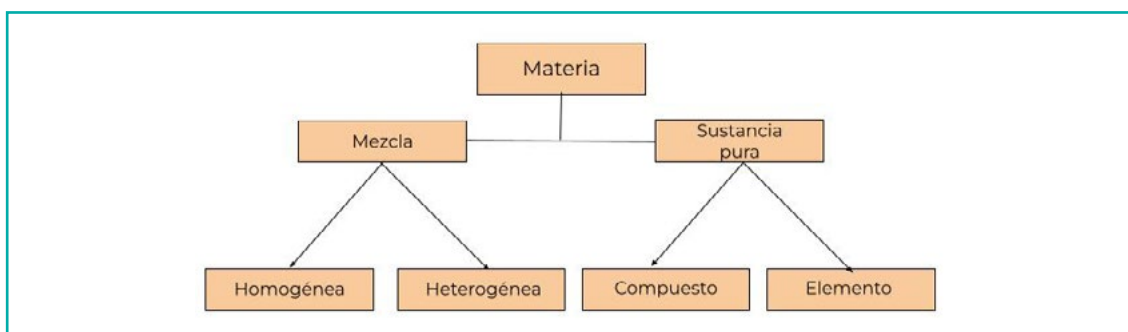 Materia
Mezcla
Sustancia
pura
Homogénea
Heterogénea
Compuesto
Elemento